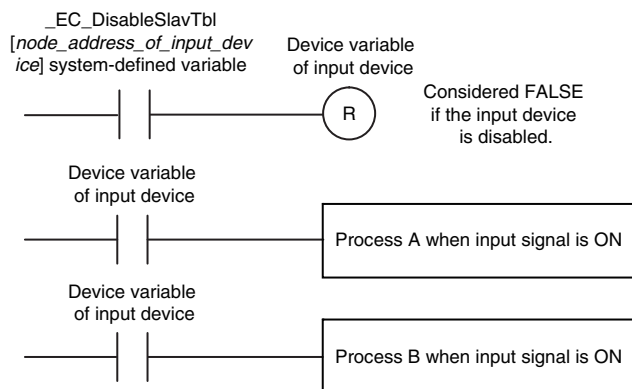 _EC_DisableSlavTbl
[node_address_of_input_dev
ice] system-defined variable
Device variable
of input device
R
Considered FALSE
if the input device
is disabled.
Device variable
of input device
Process A when input signal is ON
Device variable
of input device
Process B when input signal is ON